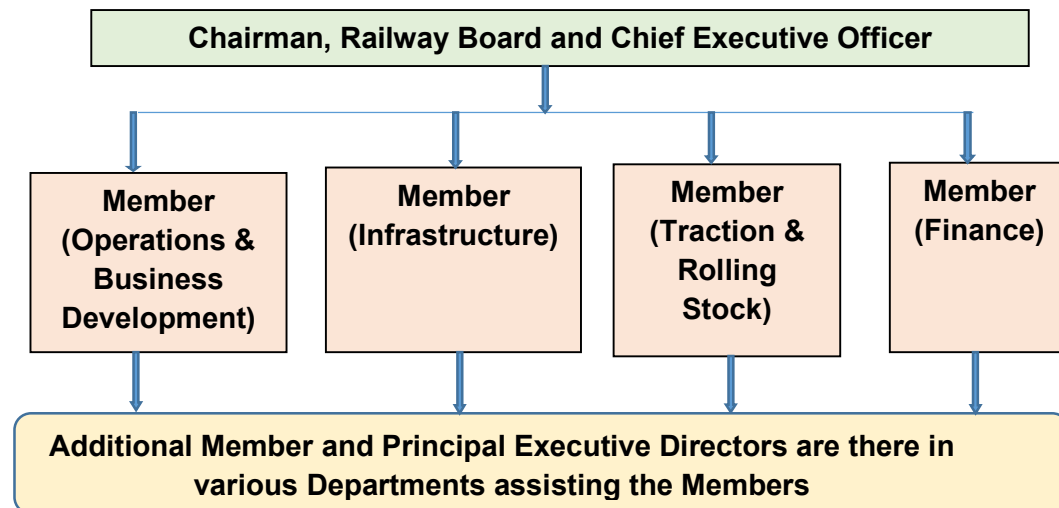 Chairman, Railway Board and Chief Executive Officer
Member
(Operations &
Business
Development)
Member
(Infrastructure)
Member
(Traction &
Rolling
Stock)
Member
(Finance)
Additional Member and Principal Executive Directors are there in
various Departments assisting the Members